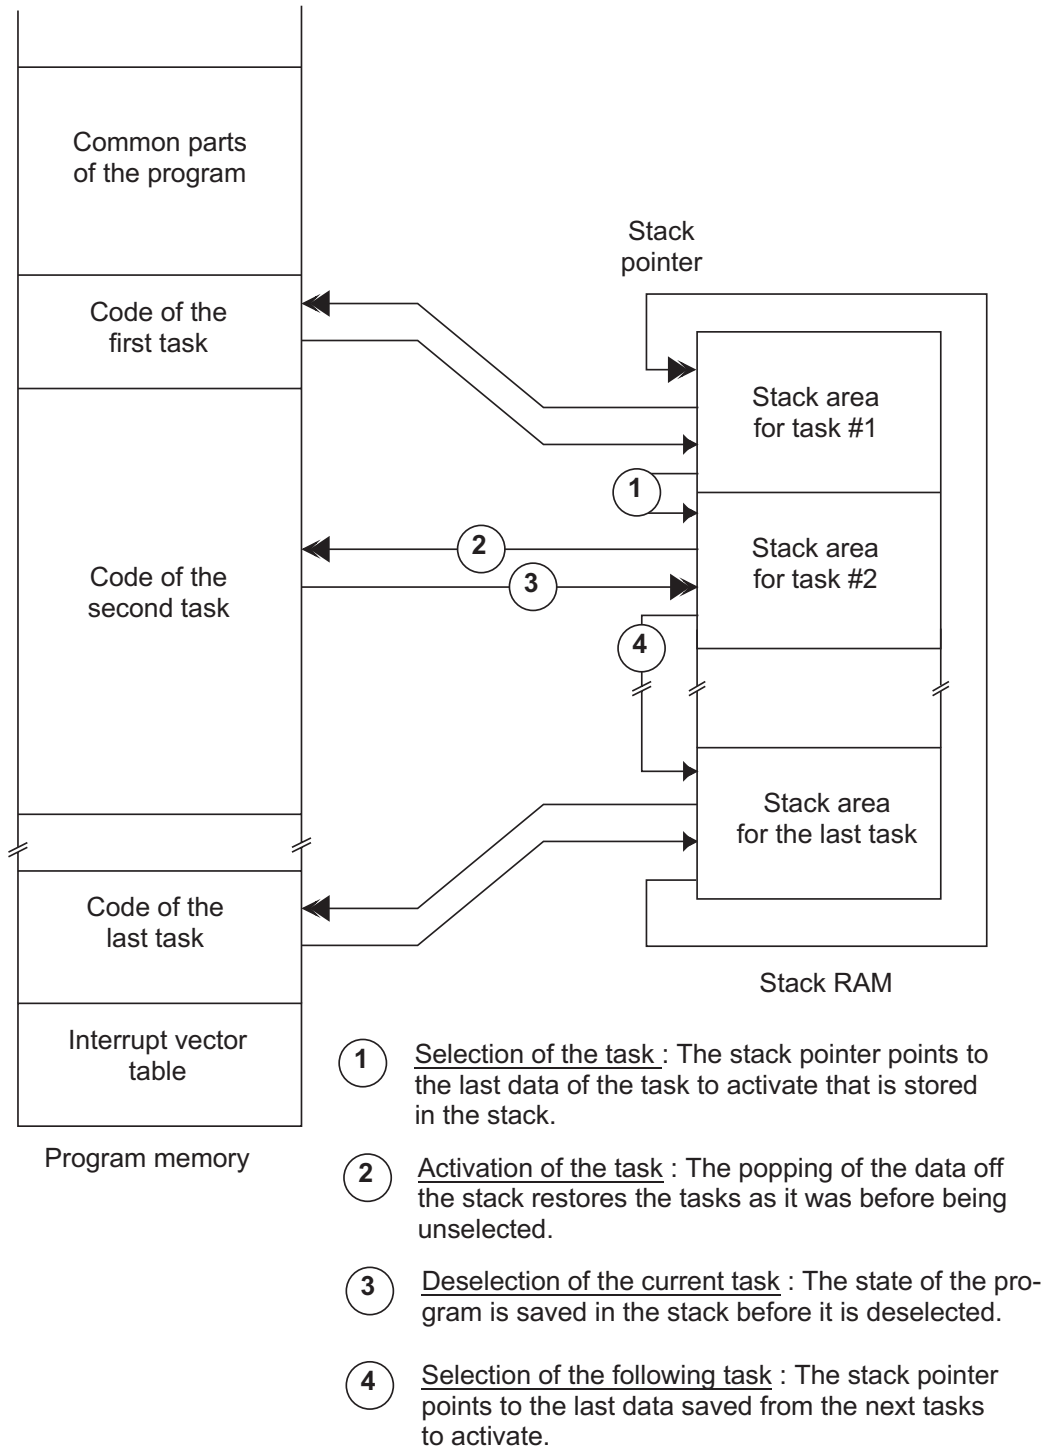 Common parts
of the program
Stack
pointer
Code of the
first task
Stack area
for task #1
1
2
Stack area
for task #2
Code of the
second task
3
4
Stack area
for the last task
Code of the
last task
Stack RAM
Interrupt vector
table
Program memory
1 Selection of the task : The stack pointer points to
the last data of the task to activate that is stored
in the stack.
2 Activation of the task : The popping of the data off
the stack restores the tasks as it was before being
unselected.
3 Deselection of the current task : The state of the pro-
gram is saved in the stack before it is deselected.
4 Selection of the following task : The stack pointer
points to the last data saved from the next tasks
to activate.